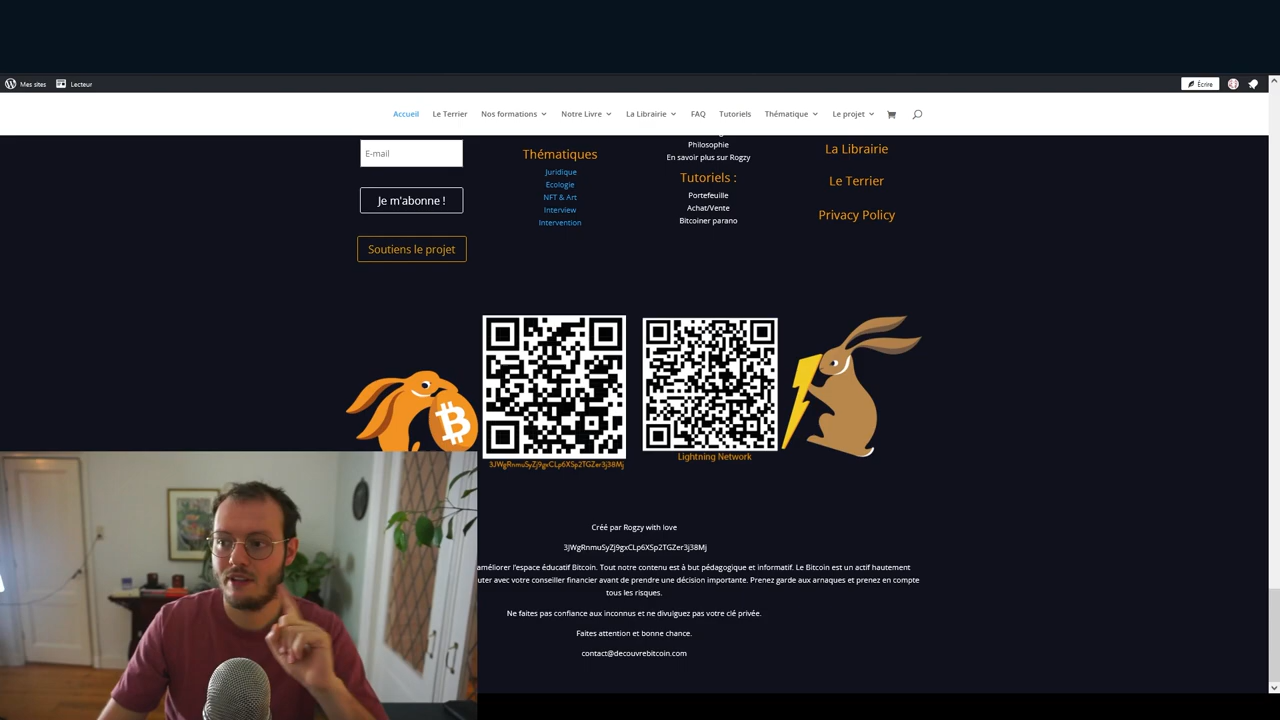 Mes sites
Lecteur
Écrire
Accueil
Le Terrier
Nos formations
Notre Livre
La Librairie
FAQ
Tutoriels
Thématique
Le projet
E-mail
Je m'abonne !
Soutiens le projet
Thématiques
Juridique
Ecologie
NFT & Art
Interview
Intervention
Philosophie
En savoir plus sur Rogzy
Tutoriels :
Portefeuille
Achat/Vente
Bitcoiner parano
La Librairie
Le Terrier
Privacy Policy
3JWgRnmuSyZj9gxCLp6XSp2TGZer3j38Mj
Lightning Network
Créé par Rogzy with love
3JWgRnmuSyZj9gxCLp6XSp2TGZer3j38Mj
améliorer l'espace éducatif Bitcoin. Tout notre contenu est à but pédagogique et informatif. Le Bitcoin est un actif hautement
uter avec votre conseiller financier avant de prendre une décision importante. Prenez garde aux arnaques et prenez en compte
tous les risques.
Ne faites pas confiance aux inconnus et ne divulguez pas votre clé privée.
Faites attention et bonne chance.
contact@decouvrebitcoin.com